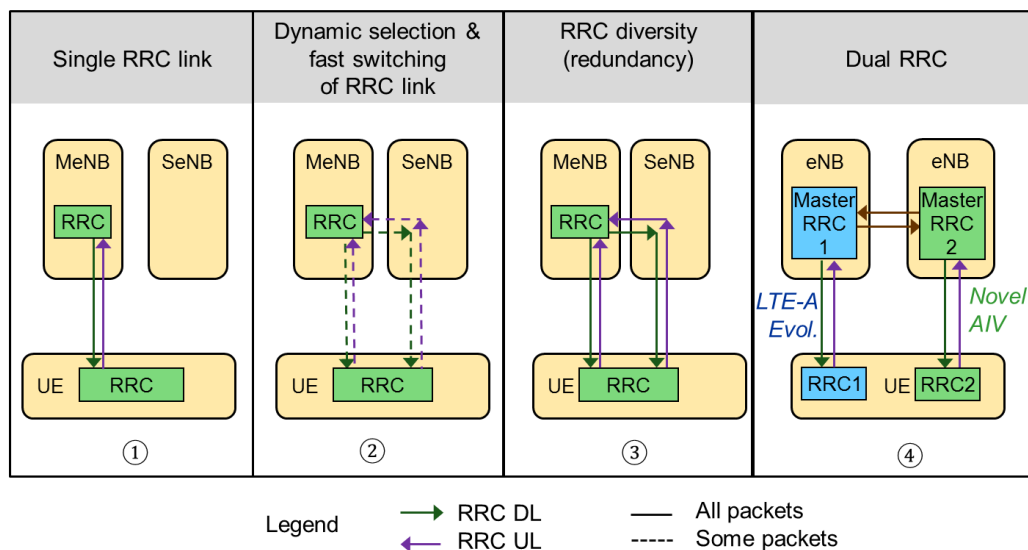 Single RRC link
Dynamic selection &
fast switching
of RRC link
RRC diversity
(redundancy)
Dual RRC
MeNB
SeNB
RRC
UE
RRC
①
MeNB
SeNB
RRC
UE
RRC
②
MeNB
SeNB
RRC
UE
RRC
③
eNB
eNB
Master
RRC
1
Master
RRC
2
LTE-A
Evol.
Novel
AIV
RRC1
UE
RRC2
④
Legend
RRC DL
RRC UL
All packets
Some packets